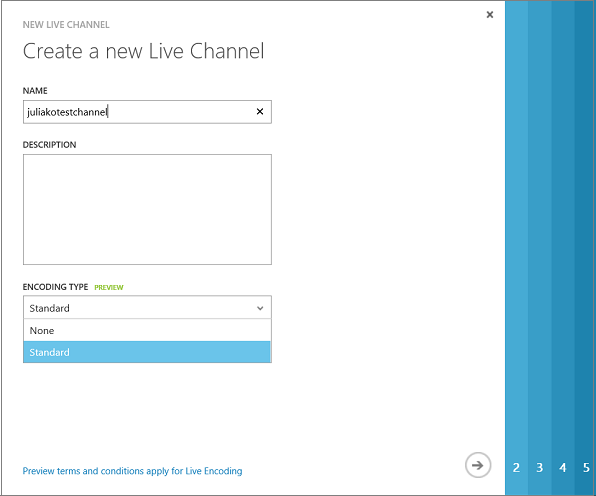 NEW LIVE CHANNEL
Create a new Live Channel
NAME
juliakotestchannel
DESCRIPTION
ENCODING TYPE PREVIEW
Standard
None
Standard
Preview terms and conditions apply for Live Encoding
2 3 4 5